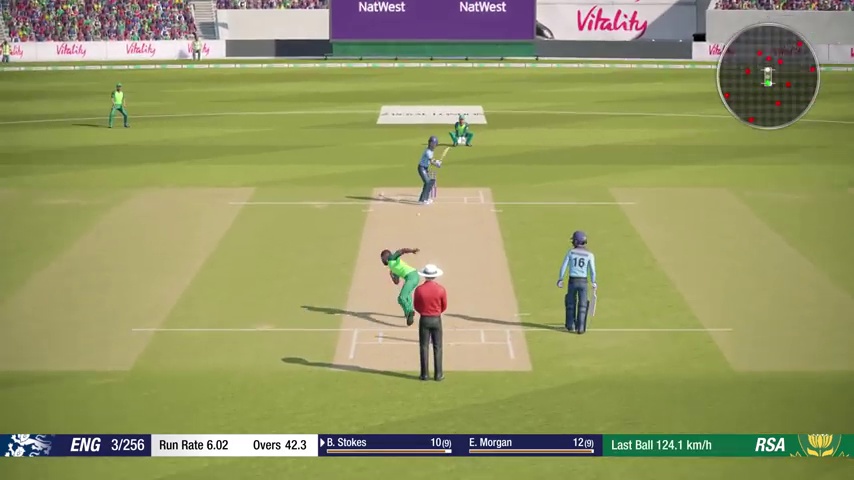 NatWest
NatWest
Vitality
Vitality
Vitality
Vitality
16
ENG 3/256 Run Rate 6.02 Overs 42.3 B. Stokes 10(9) E. Morgan 12(9) Last Ball 124.1 km/h RSA